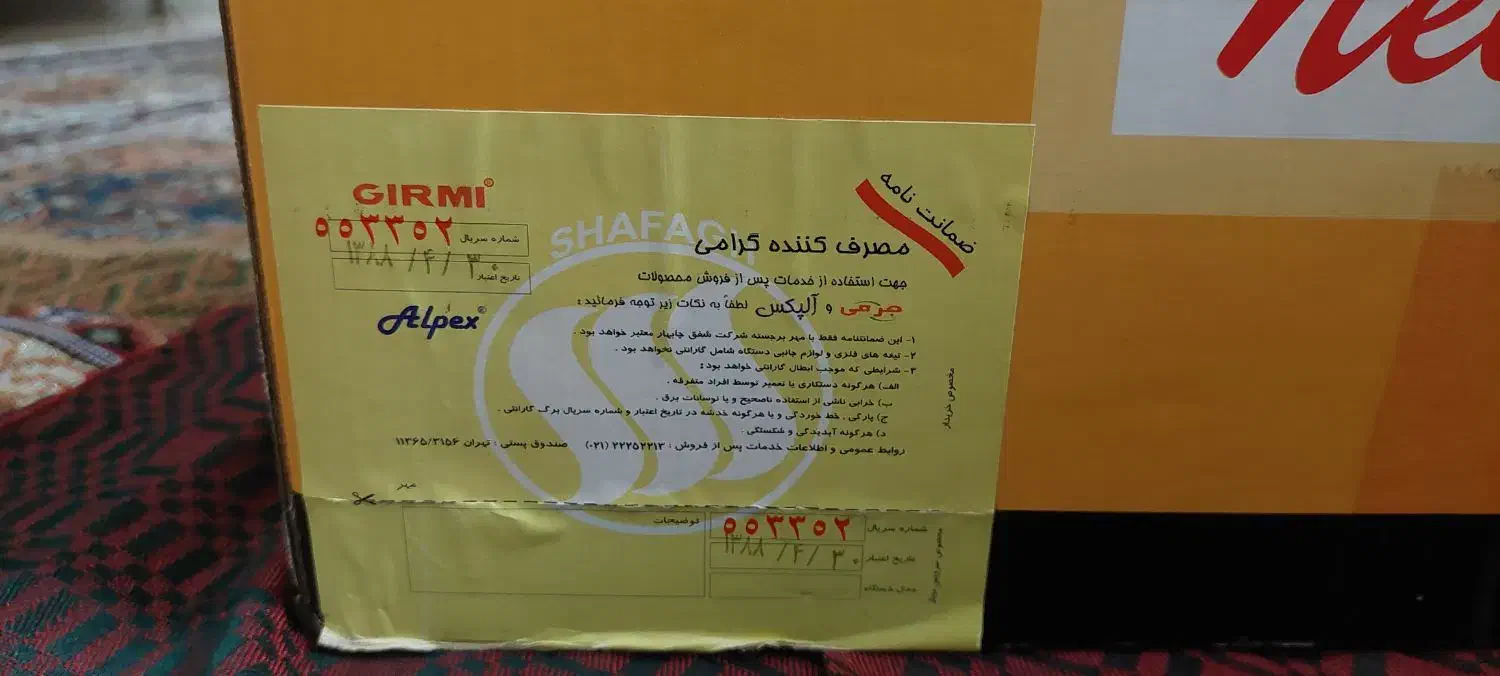 ne
ضمانت نامه
GIRMI®
شماره سریال ۵۵۳۳۵۲
تاریخ اعتبار ۱۳۸۸/۴/۳۰
Alpex®
SHAFAGH
مصرف کننده گرامی
جهت استفاده از خدمات پس از فروش محصولات
جرمی و آلپکس لطفاً به نکات زیر توجه فرمائید :
۱- این ضمانتنامه فقط با مهر برجسته شرکت شفق چابهار معتبر خواهد بود .
۲- تیغه های فلزی و لوازم جانبی دستگاه شامل گارانتی نخواهد بود .
۳- شرایطی که موجب ابطال گارانتی خواهد بود :
الف) هرگونه دستکاری یا تعمیر توسط افراد متفرقه .
ب) خرابی ناشی از استفاده ناصحیح و یا نوسانات برق .
ج) پارگی , خط خوردگی و یا هرگونه خدشه در تاریخ اعتبار و شماره سریال برگ گارانتی .
د) هرگونه آبدیدگی و شکستگی .
روابط عمومی و اطلاعات خدمات پس از فروش : ۲۲۲۵۲۲۱۳ (۰۲۱) صندوق پستی : تهران ۱۱۳۶۵/۳۱۵۶
مخصوص خریدار
مهر
شماره سریال ۵۵۳۳۵۲
تاریخ اعتبار ۱۳۸۸/۴/۳۰
مدل دستگاه
توضیحات
مخصوص سرویس مجاز